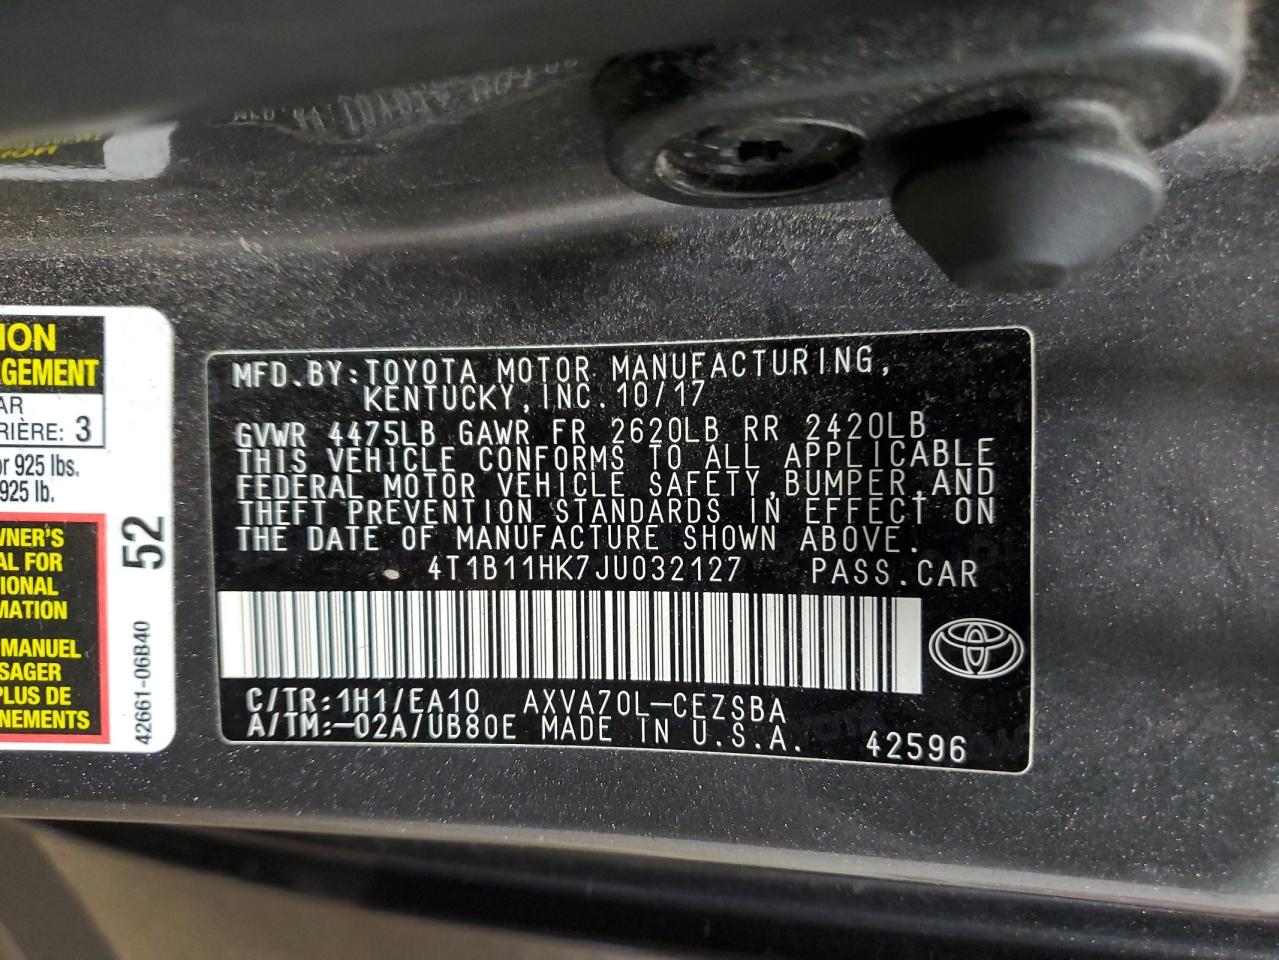 ION
GEMENT
AR
RIÈRE: 3
or 925 lbs.
925 lb.
WNER'S
AL FOR
IONAL
MATION
MANUEL
SAGER
PLUS DE
NEMENTS
52
42661-06B40
MFD.BY:TOYOTA MOTOR MANUFACTURING,
KENTUCKY,INC.10/17
GVWR 4475LB GAWR FR 2620LB RR 2420LB
THIS VEHICLE CONFORMS TO ALL APPLICABLE
FEDERAL MOTOR VEHICLE SAFETY,BUMPER,AND
THEFT PREVENTION STANDARDS IN EFFECT ON
THE DATE OF MANUFACTURE SHOWN ABOVE.
4T1B11HK7JU032127 PASS.CAR
C/TR:1H1/EA10 AXVA70L-CEZSBA
A/TM:-02A/UB80E MADE IN U.S.A. 42596